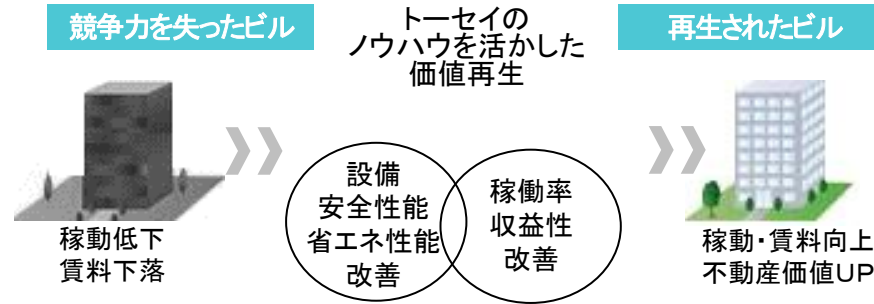 競争力を失ったビル
トーセイの
ノウハウを活かした
価値再生
再生されたビル
稼動低下
賃料下落
設備
安全性能
省エネ性能
改善
稼働率
収益性
改善
稼動・賃料向上
不動産価値UP